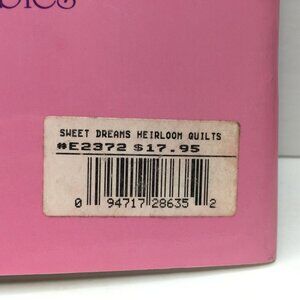 SWEET DREAMS HEIRLOOM QUILTS
#E2372 $17.95
0 94717 28635 2